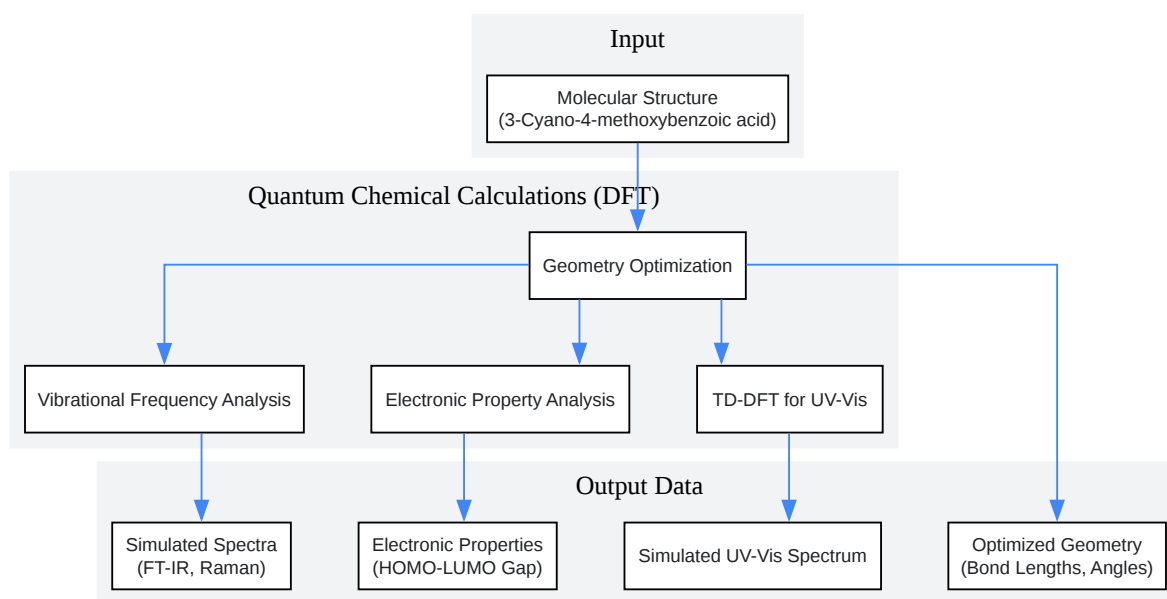 Input
Molecular Structure
(3-Cyano-4-methoxybenzoic acid)
Quantum Chemical Calculations (DFT)
Geometry Optimization
Vibrational Frequency Analysis
Electronic Property Analysis
TD-DFT for UV-Vis
Output Data
Simulated Spectra
(FT-IR, Raman)
Electronic Properties
(HOMO-LUMO Gap)
Simulated UV-Vis Spectrum
Optimized Geometry
(Bond Lengths, Angles)